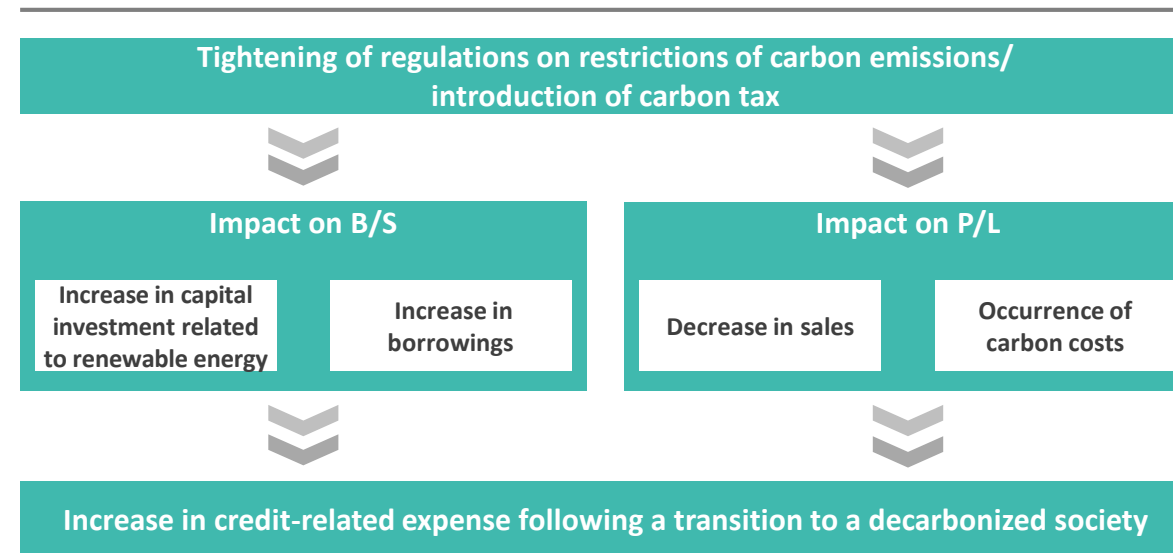 Tightening of regulations on restrictions of carbon emissions/
introduction of carbon tax
Impact on B/S
Increase in capital
investment related
to renewable energy
Increase in
borrowings
Impact on P/L
Decrease in sales
Occurrence of
carbon costs
Increase in credit-related expense following a transition to a decarbonized society